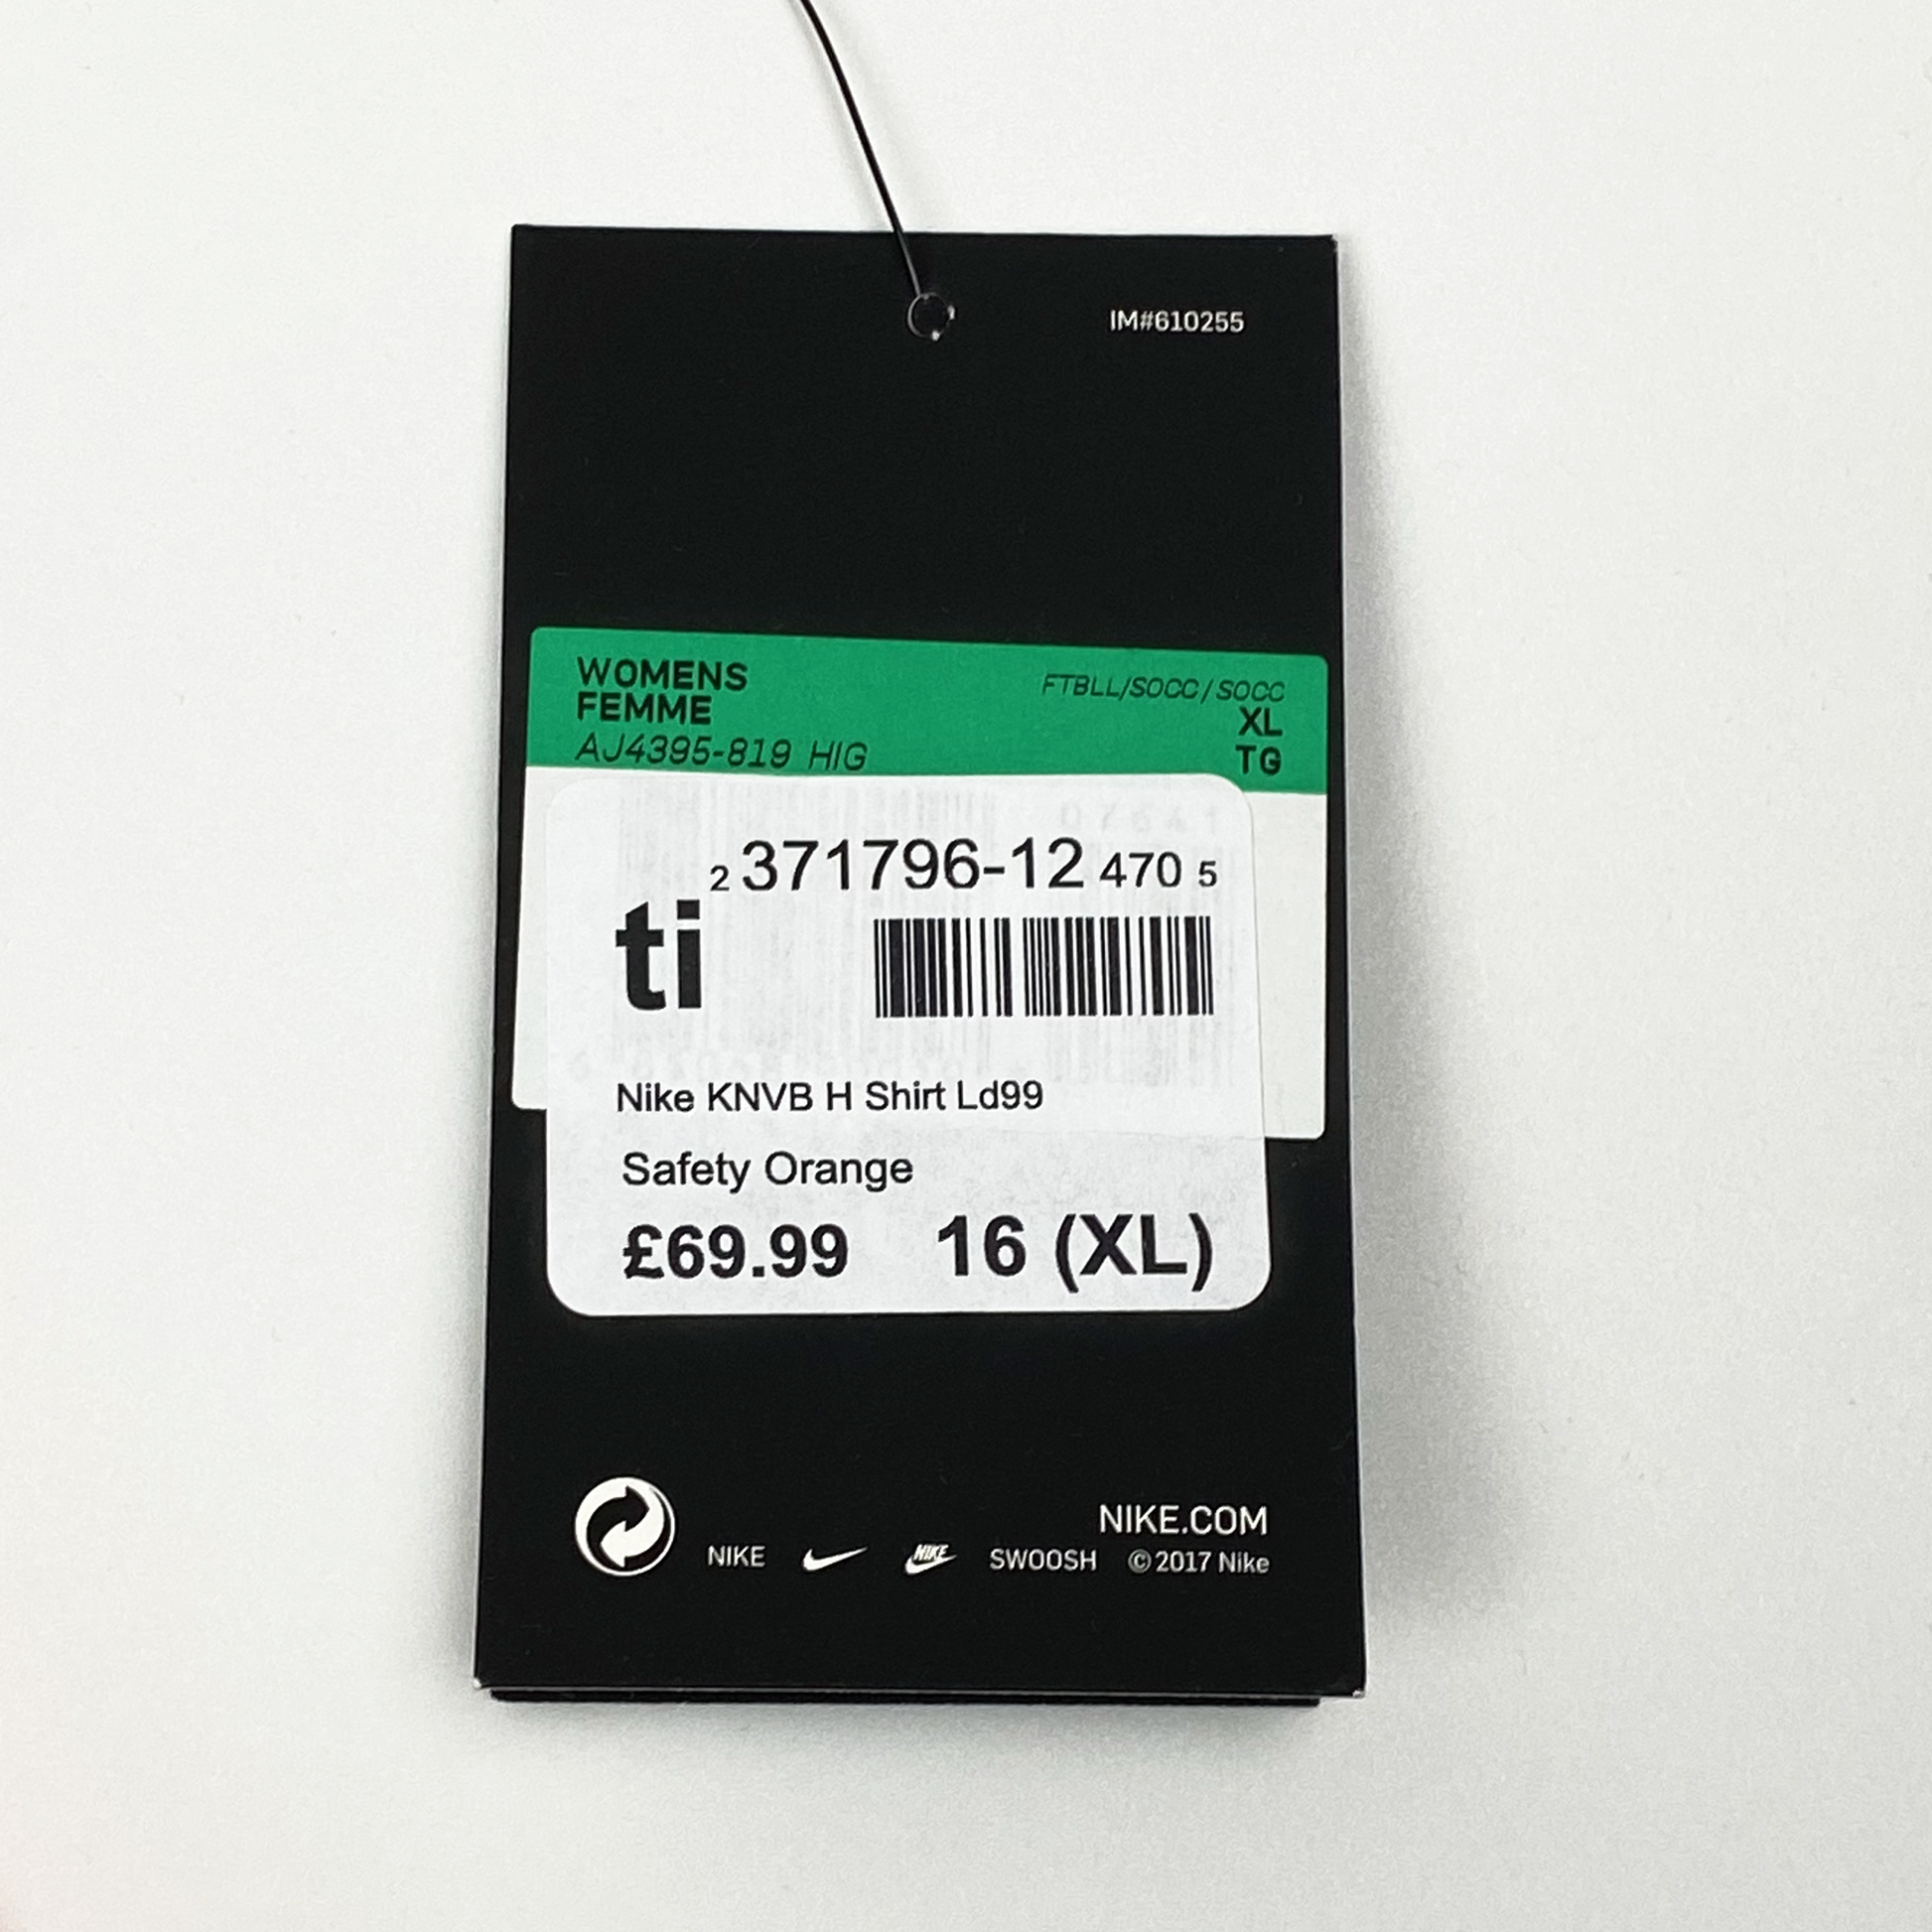 IM#610255
WOMENS
FEMME
FTBLL/SOCC/SOCC
XL
AJ4395-819 HIG
TG
2 371796-12 470 5
ti
Nike KNVB H Shirt Ld99
Safety Orange
£69.99 16 (XL)
NIKE.COM
NIKE NIKE SWOOSH © 2017 Nike